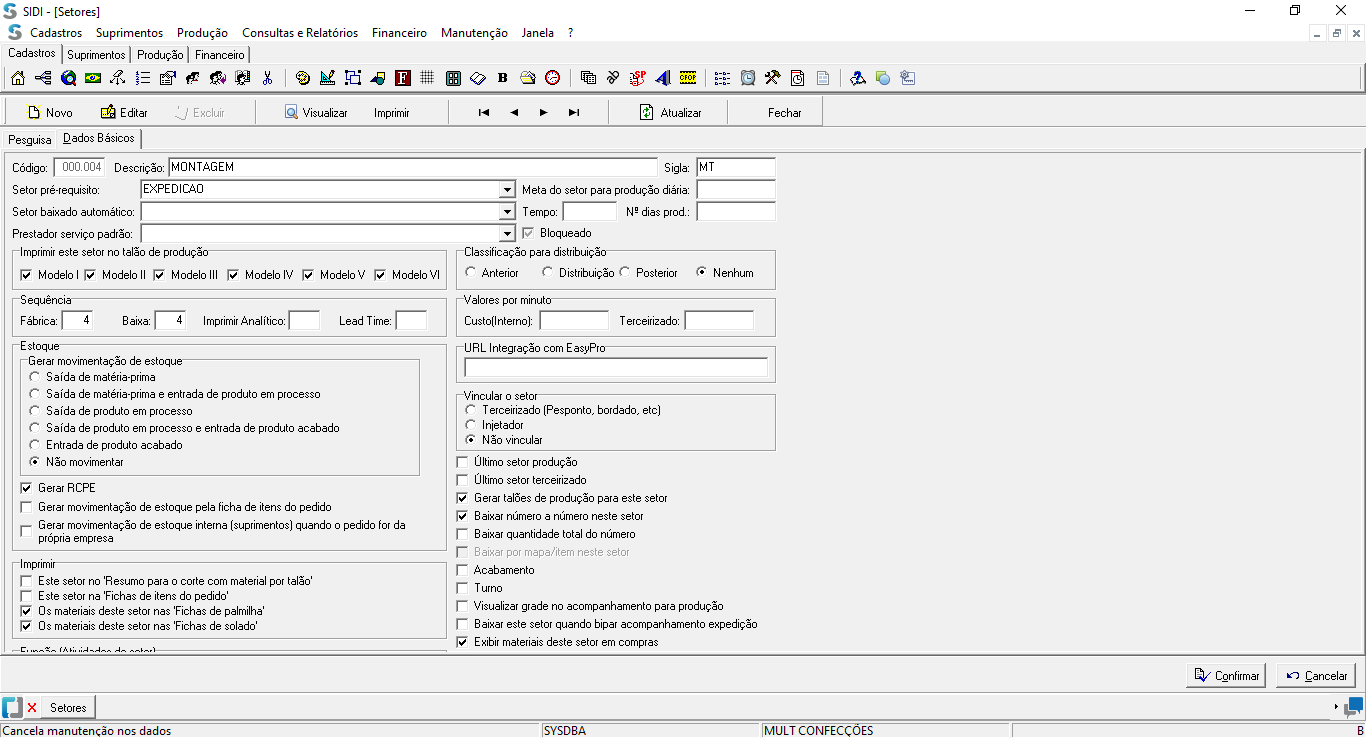 SIDI - [Setores]
Cadastros Suprimentos Produção Consultas e Relatórios Financeiro Manutenção Janela ?
Cadastros Suprimentos Produção Financeiro
Novo Editar Excluir Visualizar Imprimir Atualizar Fechar
Pesquisa Dados Básicos
Código: 000.004 Descrição: MONTAGEM Sigla: MT
Setor pré-requisito: EXPEDICAO Meta do setor para produção diária:
Setor baixado automático: Tempo: Nº dias prod.:
Prestador serviço padrão: Bloqueado
Imprimir este setor no talão de produção
Modelo I Modelo II Modelo III Modelo IV Modelo V Modelo VI
Classificação para distribuição
Anterior Distribuição Posterior Nenhum
Sequência
Fábrica: 4 Baixa: 4 Imprimir Analítico: Lead Time:
Valores por minuto
Custo(Interno): Terceirizado:
Estoque
Gerar movimentação de estoque
Saída de matéria-prima
Saída de matéria-prima e entrada de produto em processo
Saída de produto em processo
Saída de produto em processo e entrada de produto acabado
Entrada de produto acabado
Não movimentar
Gerar RCPE
Gerar movimentação de estoque pela ficha de itens do pedido
Gerar movimentação de estoque interna (suprimentos) quando o pedido for da
própria empresa
Imprimir
Este setor no 'Resumo para o corte com material por talão'
Este setor na 'Fichas de itens do pedido'
Os materiais deste setor nas 'Fichas de palmilha'
Os materiais deste setor nas 'Fichas de solado'
Função (Atividades do setor)
URL Integração com EasyPro
Vincular o setor
Terceirizado (Pesponto, bordado, etc)
Injetador
Não vincular
Último setor produção
Último setor terceirizado
Gerar talões de produção para este setor
Baixar número a número neste setor
Baixar quantidade total do número
Baixar por mapa/item neste setor
Acabamento
Turno
Visualizar grade no acompanhamento para produção
Baixar este setor quando bipar acompanhamento expedição
Exibir materiais deste setor em compras
Confirmar Cancelar
Setores
Cancela manutenção nos dados SYSDBA MULT CONFECÇÕES B